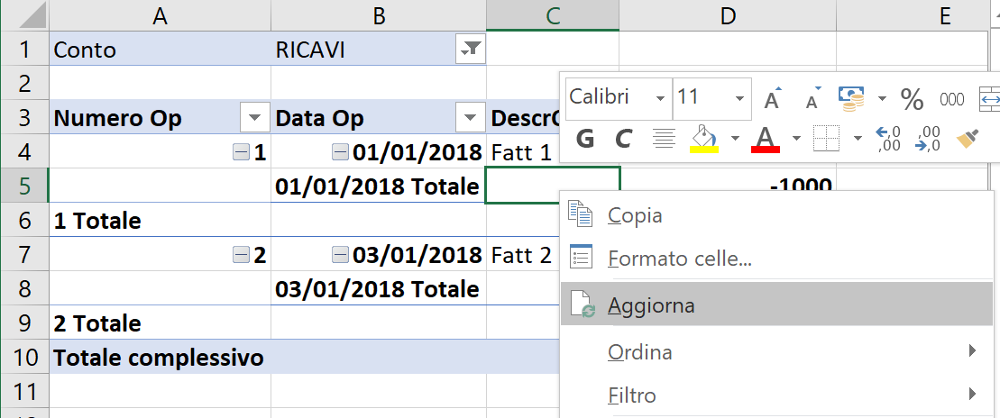 A B C D E
1 Conto RICAVI
2
3 Numero Op Data Op Descr
Calibri 11 A A % 000
G C A ,00 ,0 ,00 ,0
4 1 01/01/2018 Fatt 1
5 01/01/2018 Totale -1000
6 1 Totale
7 2 03/01/2018 Fatt 2
8 03/01/2018 Totale
9 2 Totale
10 Totale complessivo
11
Copia
Formato celle...
Aggiorna
Ordina
Filtro